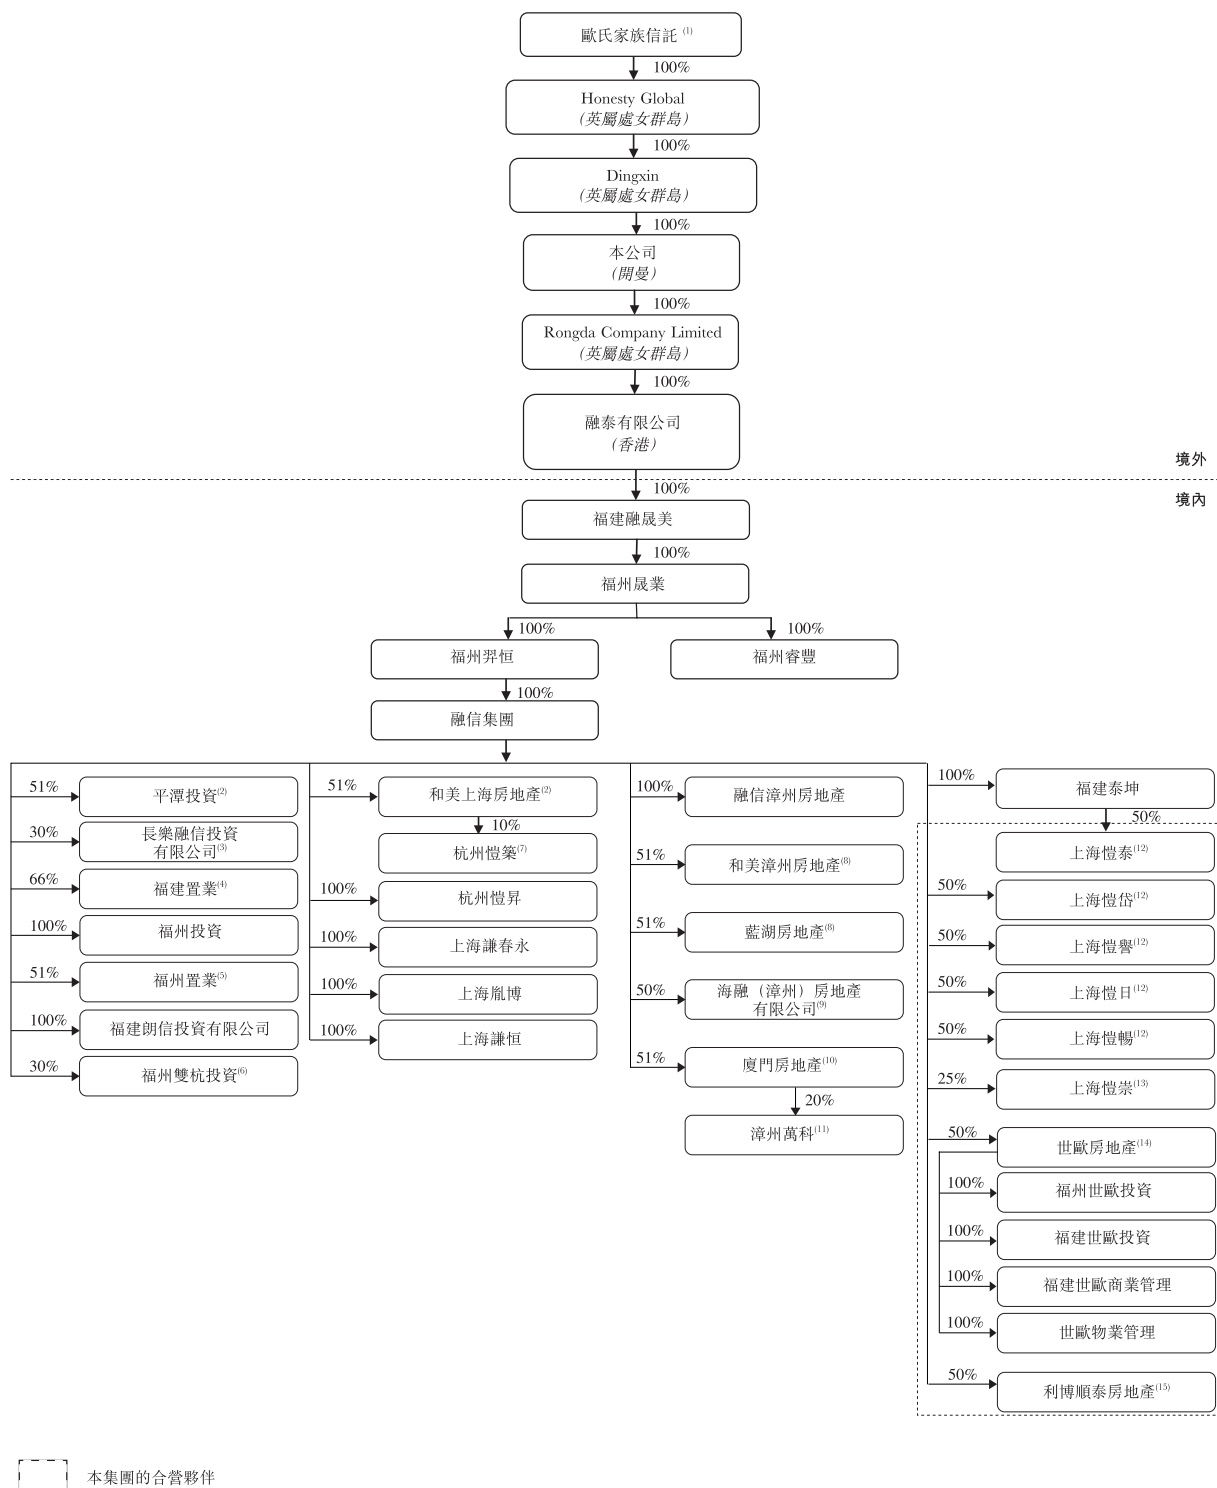 歐氏家族信託 (1)
100%
Honesty Global
(英屬處女群島)
100%
Dingxin
(英屬處女群島)
100%
本公司
(開曼)
100%
Rongda Company Limited
(英屬處女群島)
100%
融泰有限公司
(香港)
境外
100%
境內
福建融晟美
100%
福州晟業
100%
100%
福州羿恒
福州睿豐
100%
融信集團
51%
平潭投資(2)
30%
長樂融信投資
有限公司(3)
66%
福建置業(4)
100%
福州投資
51%
福州置業(5)
100%
福建朗信投資有限公司
30%
福州雙杭投資(6)
51%
和美上海房地產(2)
10%
杭州愷築(7)
100%
杭州愷昇
100%
上海謙春永
100%
上海胤博
100%
上海謙恒
100%
融信漳州房地產
51%
和美漳州房地產(8)
51%
藍湖房地產(8)
50%
海融（漳州）房地產
有限公司(9)
51%
廈門房地產(10)
20%
漳州萬科(11)
100%
福建泰坤
50%
上海愷泰(12)
50%
上海愷岱(12)
50%
上海愷譽(12)
50%
上海愷日(12)
50%
上海愷暢(12)
25%
上海愷崇(13)
50%
世歐房地產(14)
100%
福州世歐投資
100%
福建世歐投資
100%
福建世歐商業管理
100%
世歐物業管理
50%
利博順泰房地產(15)
本集團的合營夥伴